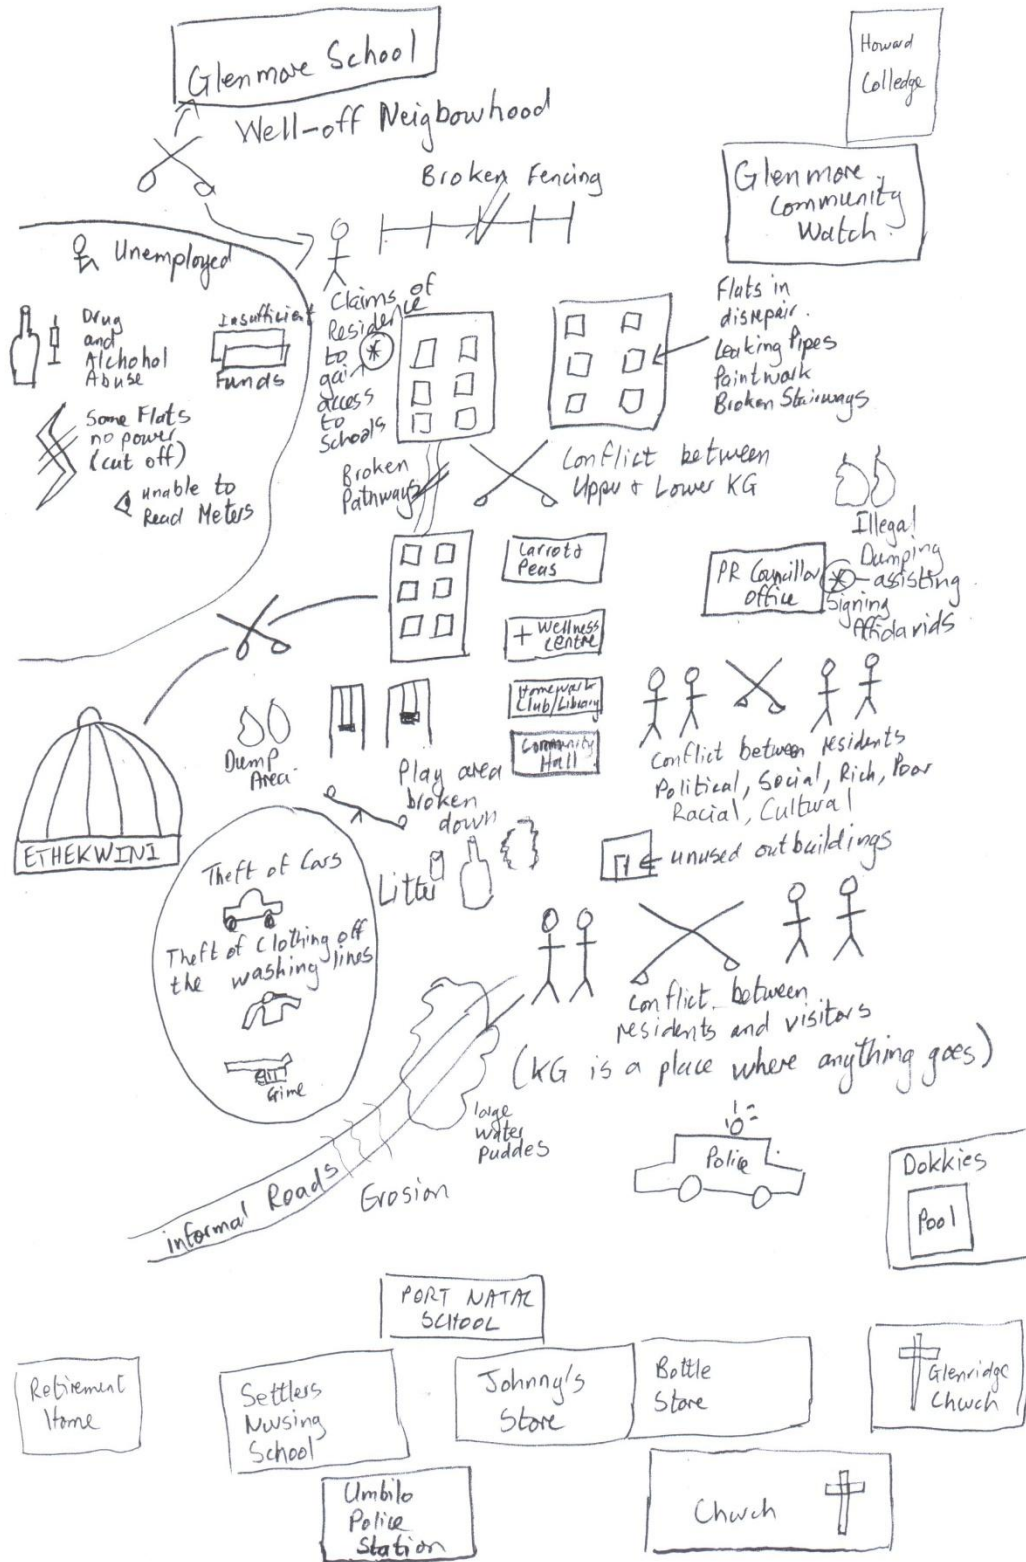 Glenmore School
Howard
Colledge
Well-off Neigbowhood
Broken Fencing
Glenmore
Community
Watch
Unemployed
Drug
and
Alchohol
Abuse
Insufficient
Funds
Claims of
Residence
to
gain
access
to
Schools
Flats in
disrepair.
Leaking Pipes
Paintwork
Broken Stairways
Some Flats
no power
(cut off)
unable to
Read Meters
Broken
Pathways
Conflict between
Upper & Lower KG
Illegal
Dumping
Carrots
Peas
PR Councillor
office
assisting
Signing
Affidavids
+ Wellness
Centre
Homework
Club/Library
Community
Hall
Conflict between residents
Political, Social, Rich, Poor
Racial, Cultural
Dump
Area
Play area
broken
down
ETHEKWINI
unused outbuildings
Theft of Cars
Litter
Theft of Clothing off
the washing lines
Crime
Conflict between
residents and visitors
(KG is a place where anything goes)
large
water
puddes
Police
informal Roads
Erosion
Dokkies
Pool
PORT NATAL
SCHOOL
Retirement
Home
Settlers
Nursing
School
Johnny's
Store
Bottle
Store
Glenridge
Church
Umbilo
Police
Station
Church